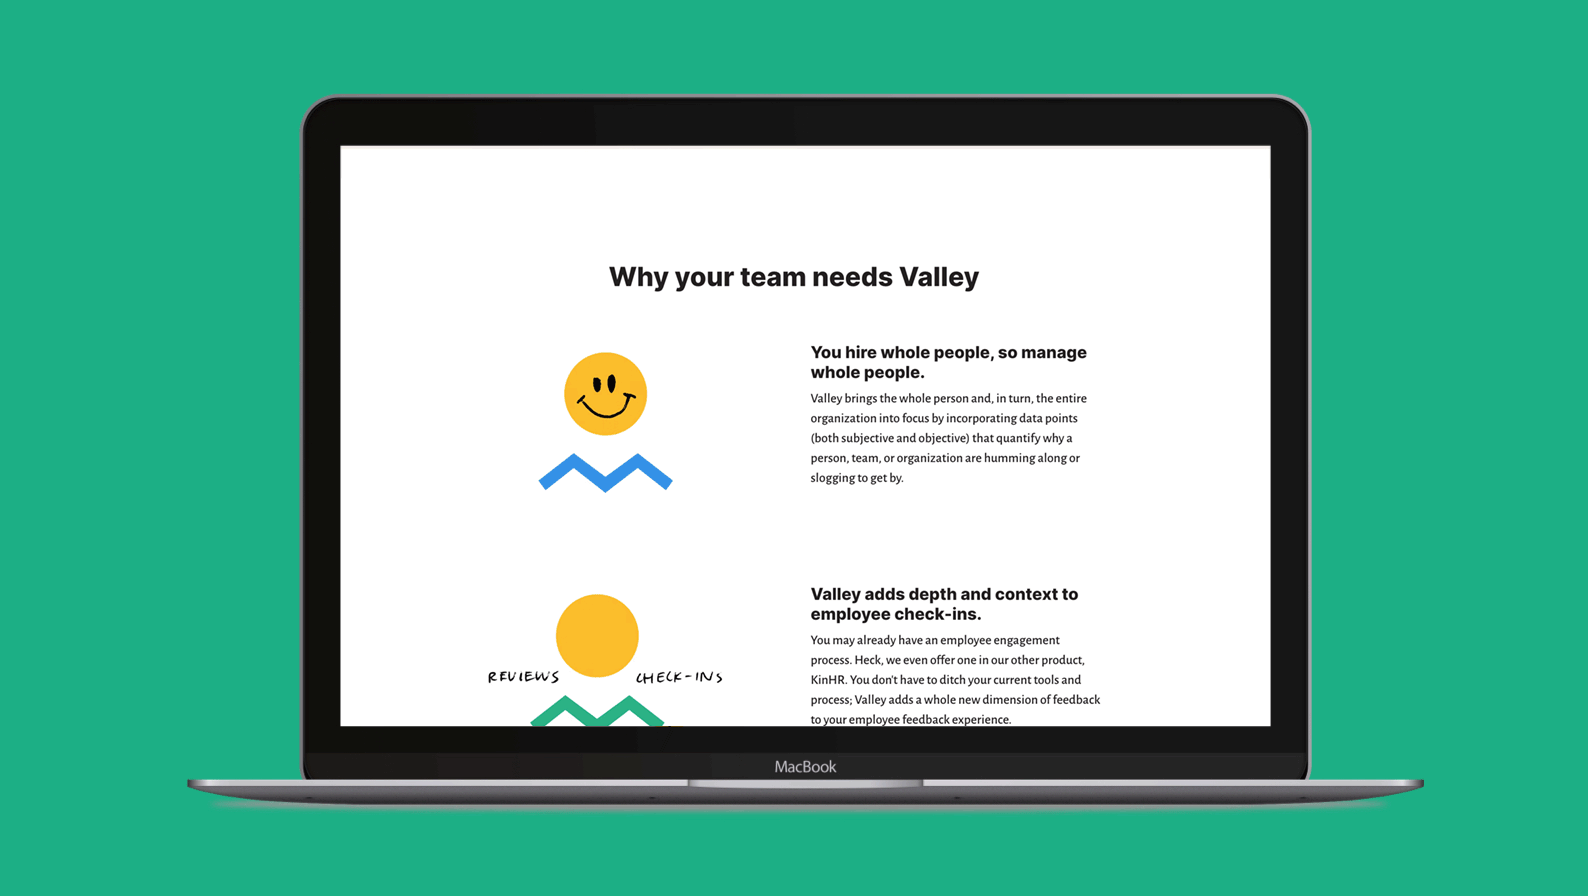 Why your team needs Valley
You hire whole people, so manage
whole people.
Valley brings the whole person and, in turn, the entire
organization into focus by incorporating data points
(both subjective and objective) that quantify why a
person, team, or organization are humming along or
slogging to get by.
REVIEWS
CHECK-INS
Valley adds depth and context to
employee check-ins.
You may already have an employee engagement
process. Heck, we even offer one in our other product,
KinHR. You don't have to ditch your current tools and
process; Valley adds a whole new dimension of feedback
to your employee feedback experience.
MacBook